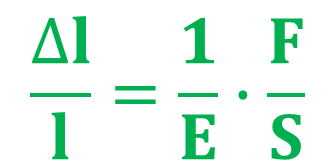 Δl/l = 1/E · F/S